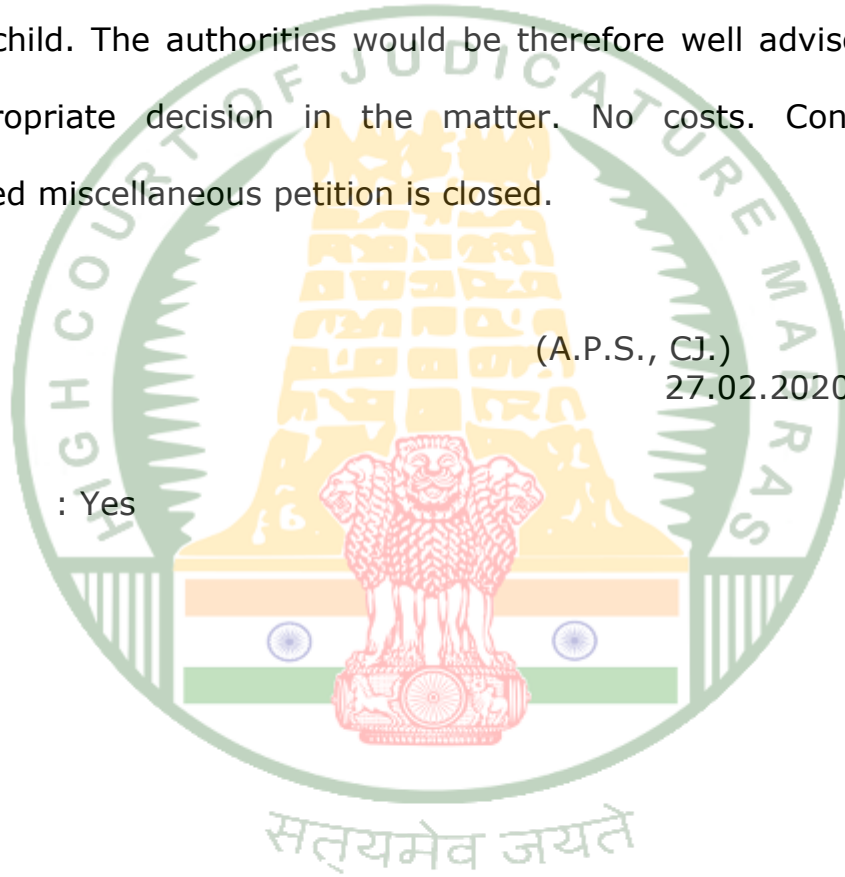 child. The authorities would be therefore well advise
ropriate decision in the matter. No costs. Con
ed miscellaneous petition is closed.
HIGH COURT OF JUDICATURE MADRAS
(A.P.S., CJ.)
27.02.2020
: Yes
सत्यमेव जयते